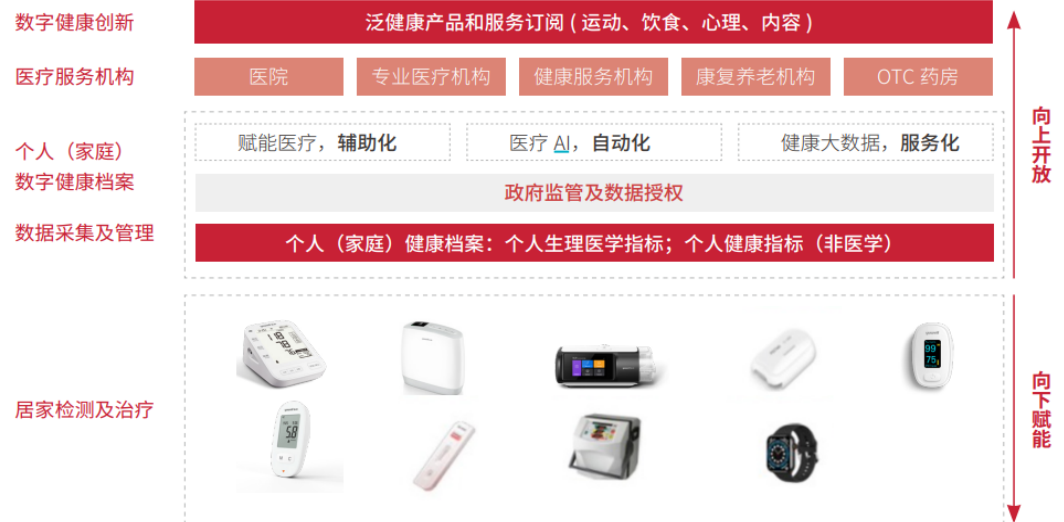 数字健康创新
泛健康产品和服务订阅 ( 运动、饮食、心理、内容 )
医疗服务机构
医院
专业医疗机构
健康服务机构
康复养老机构
OTC 药房
个人（家庭）
数字健康档案
赋能医疗，辅助化
医疗 AI，自动化
健康大数据，服务化
政府监管及数据授权
数据采集及管理
个人（家庭）健康档案：个人生理医学指标；个人健康指标（非医学）
向上开放
居家检测及治疗
99
75
5.8
向下赋能